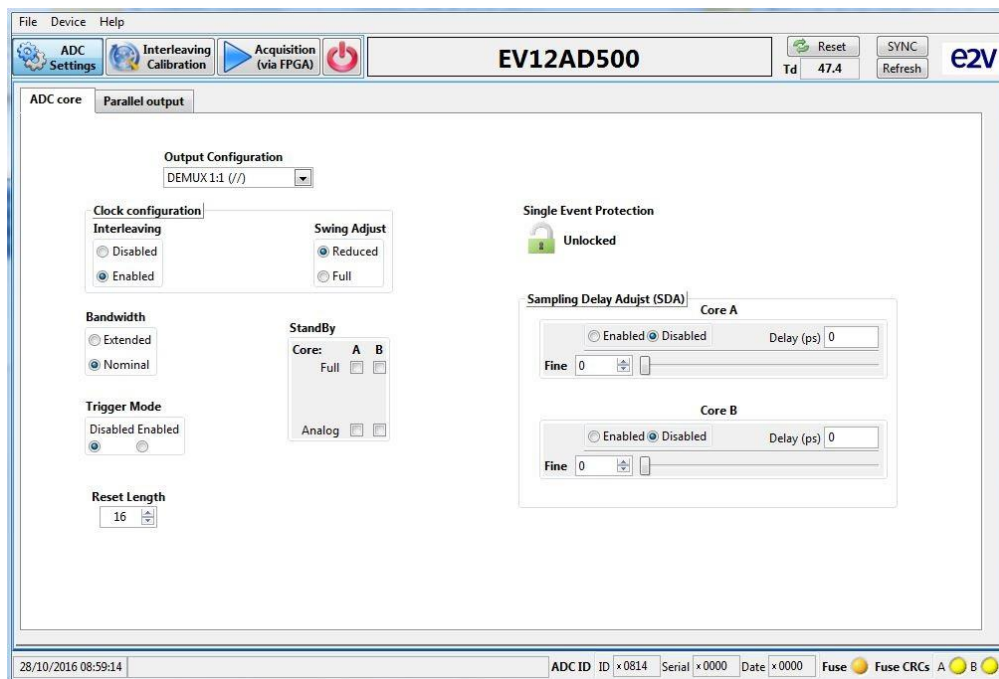 File Device Help
ADC Settings
Interleaving Calibration
Acquisition (via FPGA)
EV12AD500
Reset
Td 47.4
SYNC
Refresh
e2v
ADC core
Parallel output
Output Configuration
DEMUX 1:1 (//)
Clock configuration
Interleaving
Disabled
Enabled
Swing Adjust
Reduced
Full
Single Event Protection
Unlocked
Bandwidth
Extended
Nominal
StandBy
Core: A B
Full
Analog
Trigger Mode
Disabled Enabled
Reset Length
16
Sampling Delay Adujst (SDA)
Core A
Enabled Disabled
Delay (ps) 0
Fine 0
Core B
Enabled Disabled
Delay (ps) 0
Fine 0
28/10/2016 08:59:14
ADC ID ID x0814 Serial x0000 Date x0000 Fuse Fuse CRCs A B